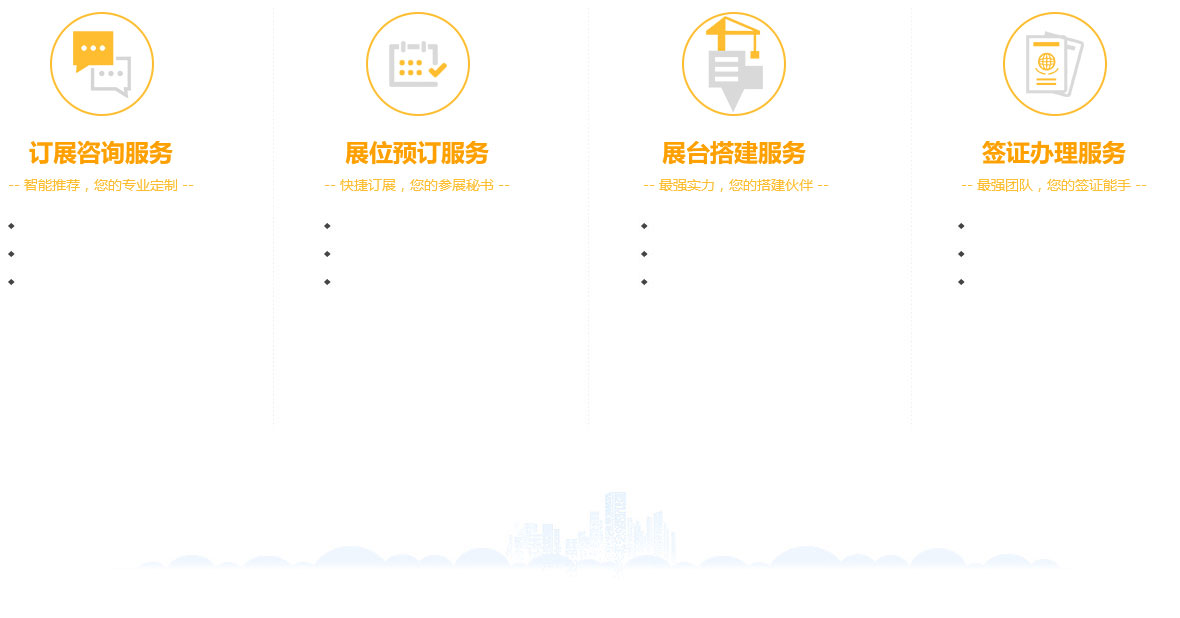 订展咨询服务
-- 智能推荐，您的专业定制 --
展位预订服务
-- 快捷订展，您的参展秘书 --
展台搭建服务
-- 最强实力，您的搭建伙伴 --
签证办理服务
-- 最强团队，您的签证能手 --